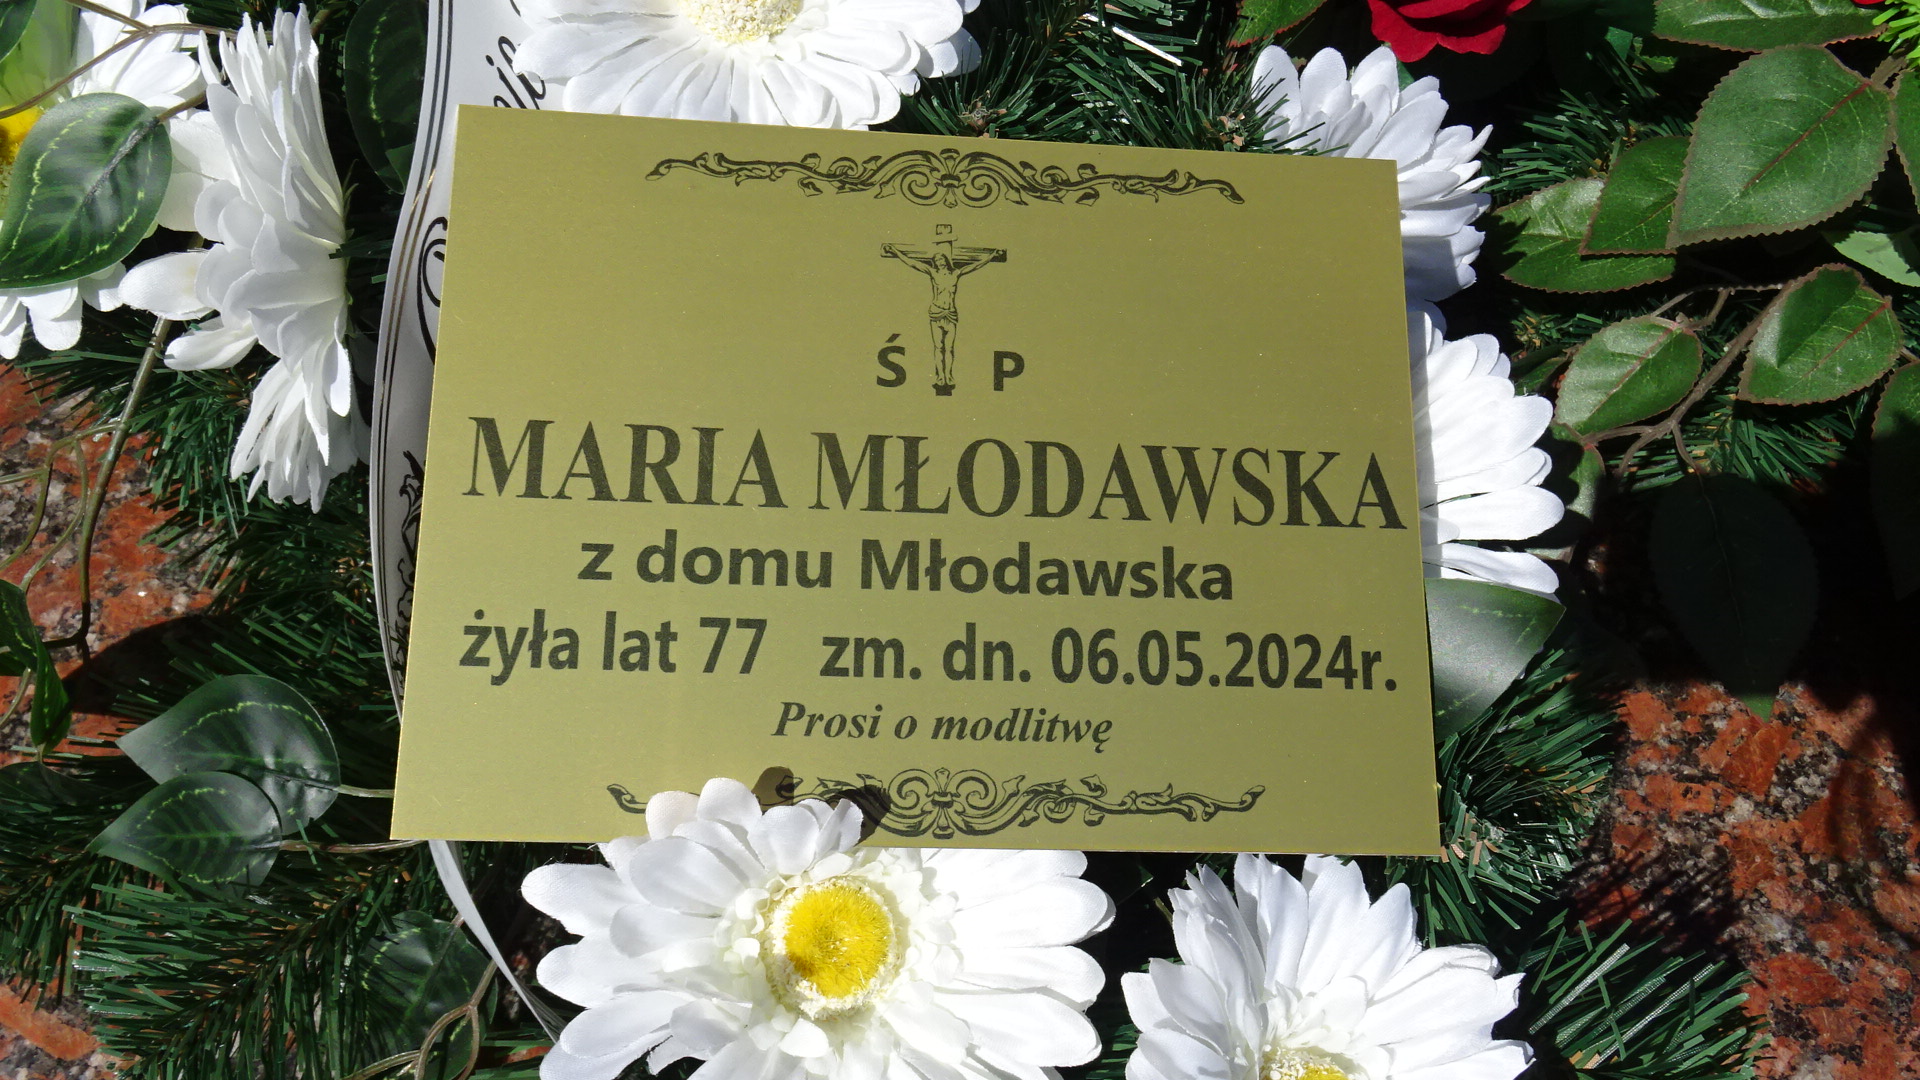 Ś P
MARIA MŁODAWSKA
z domu Młodawska
żyła lat 77 zm. dn. 06.05.2024r.
Prosi o modlitwę